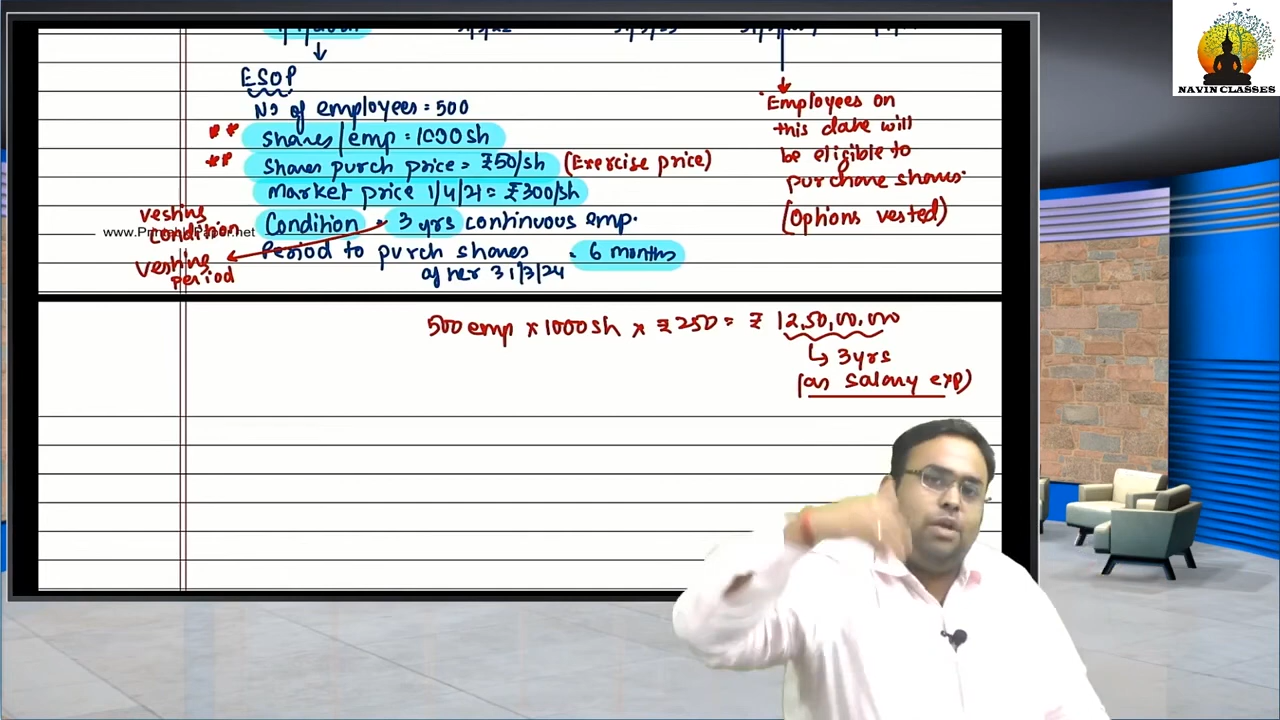 ESOP
No of employees = 500
** Shares/emp = 1000 sh
** Shares purch price = ₹50/sh (Exercise price)
Market price 1/4/21 = ₹300/sh
vesting condition
Condition = 3 yrs continuous emp.
www.Printable Paper.net
Vesting period
Period to purch shares = 6 months
after 31/3/24
Employees on
this date will
be eligible to
purchase shares.
(Options vested)
500 emp x 1000 sh x ₹250 = ₹ 12,50,00,000
↳ 3 yrs
(as salary exp)
NAVIN CLASSES